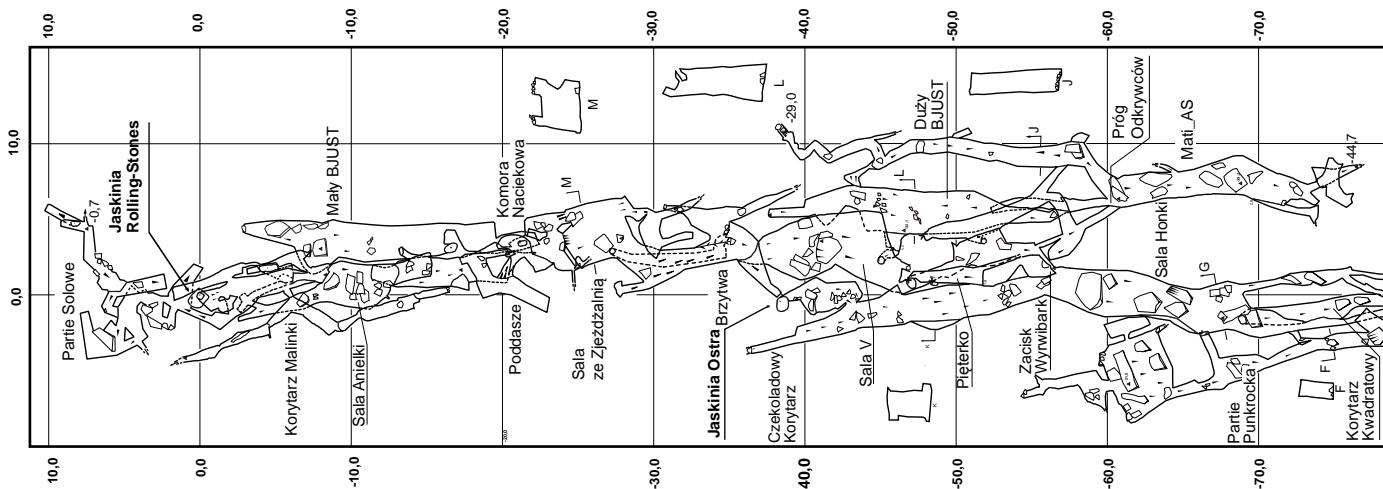 10,0
0,0
-10,0
-20,0
-30,0
-40,0
-50,0
-60,0
-70,0
10,0
0,0
Partie Solowe
-0,7
Jaskinia
Rolling-Stones
Korytarz Malinki
Mały BJUST
Sala Anielki
Poddasze
Komora
Naciekowa
M
M
Sala
ze Zjeżdżalnią
L
-29,0
Jaskinia Ostra
Brzytwa
Czekoladowy
Korytarz
L
Sala V
K
K
Duży
BJUST
Pięterko
J
J
Zacisk
Wyrwibark
Próg
Odkrywców
Mati_AS
Sala Honki
G
-44,7
Partie
Punkrocka
F
F
Korytarz
Kwadratowy
10,0
0,0
-10,0
-20,0
-30,0
-40,0
-50,0
-60,0
-70,0